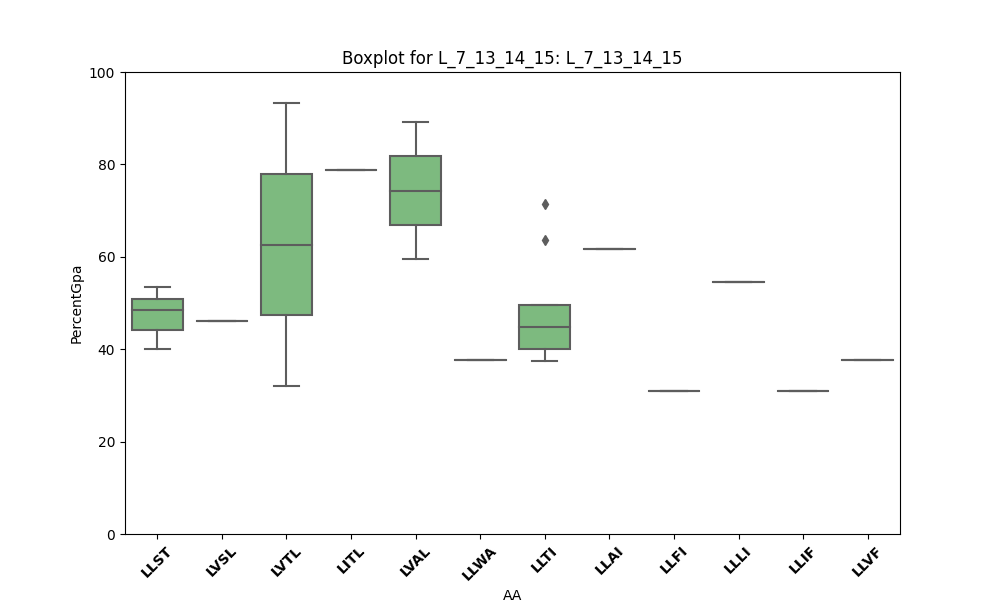 Boxplot for L_7_13_14_15: L_7_13_14_15
PercentGpa
100
80
60
40
20
0
LLST LVSL LVTL LITL LVAL LLWA LLTI LLAI LLFI LLLI LLIF LLVF
AA